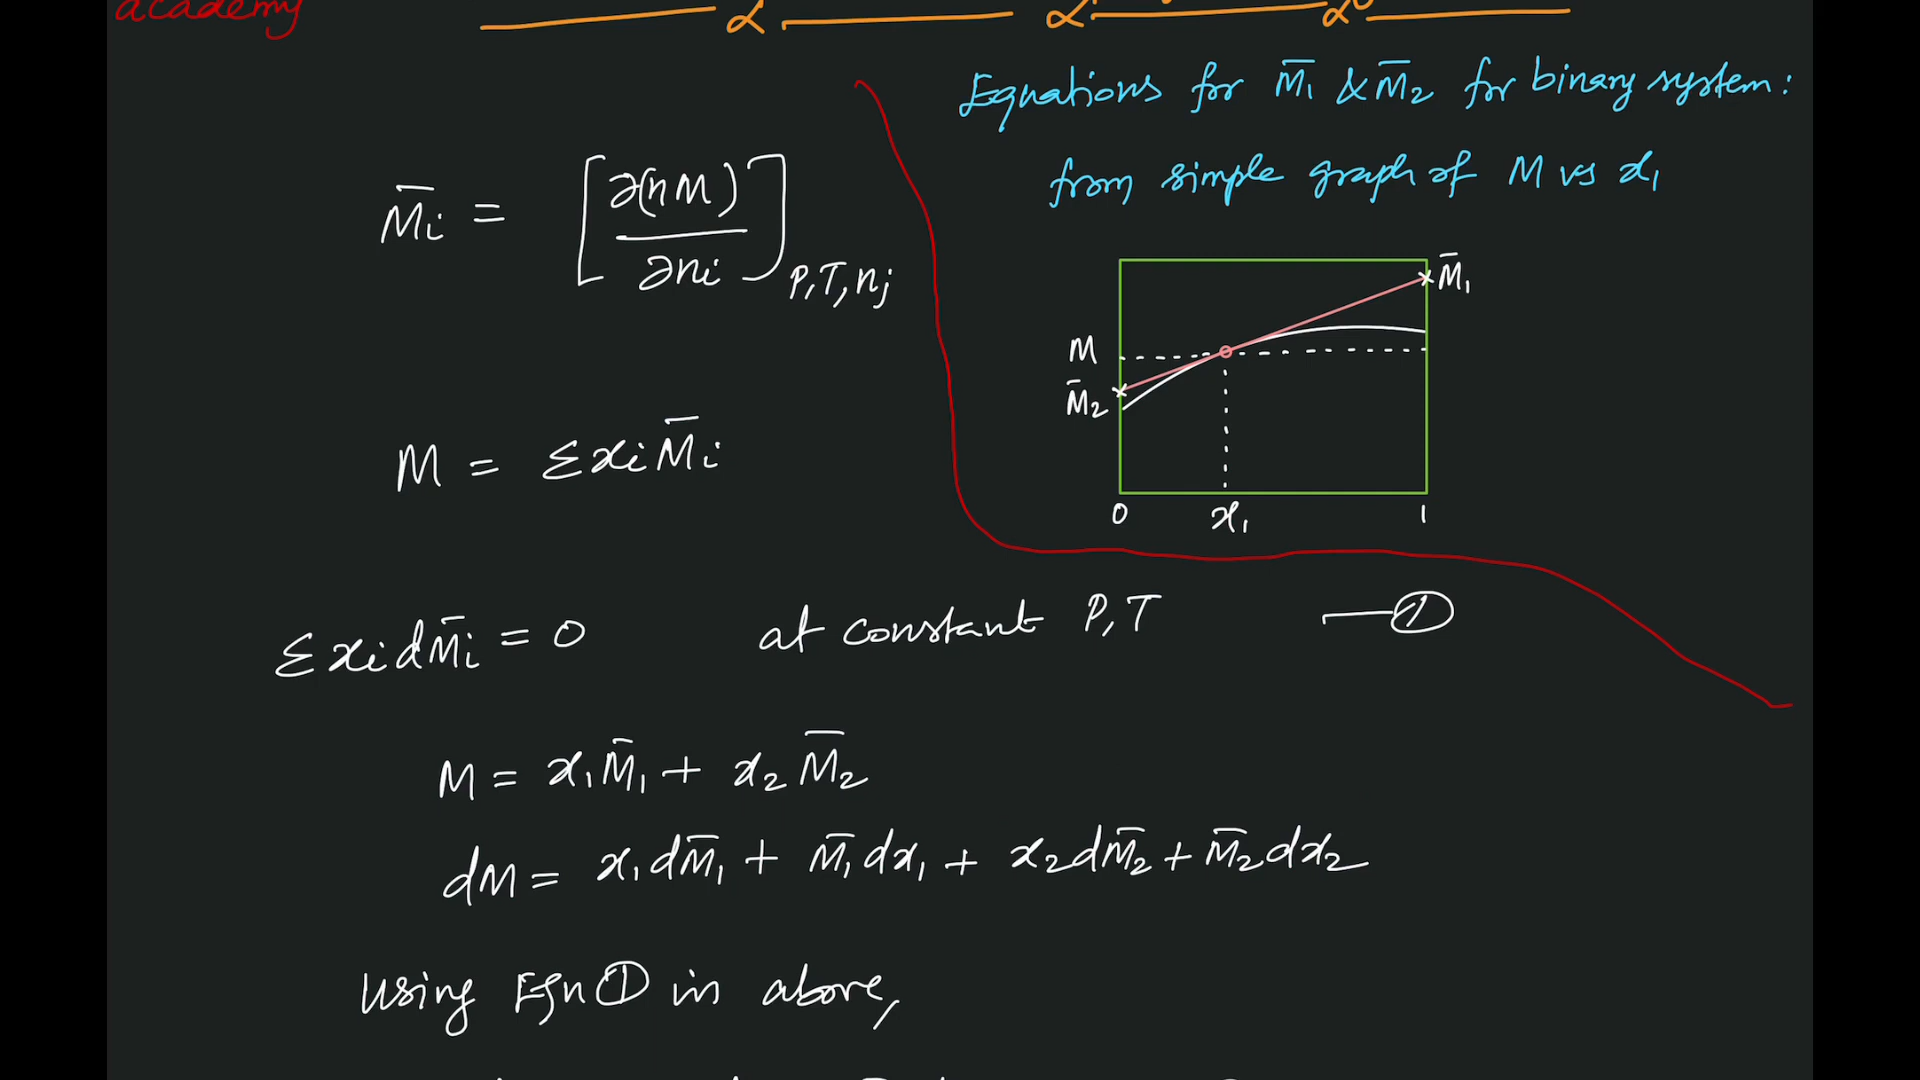 academy
α α α
Equations for M̄₁ & M̄₂ for binary system:
from simple graph of M vs x₁
M̄i = [∂(nM) / ∂ni]P,T,nj
M̄₁
M
M̄₂
0 x₁ 1
M = Σxi M̄i
Σxi dM̄i = 0 at constant P,T —①
M = x₁M̄₁ + x₂ M̄₂
dM = x₁dM̄₁ + M̄₁dx₁ + x₂dM̄₂ + M̄₂dx₂
Using Eqn ① in above,